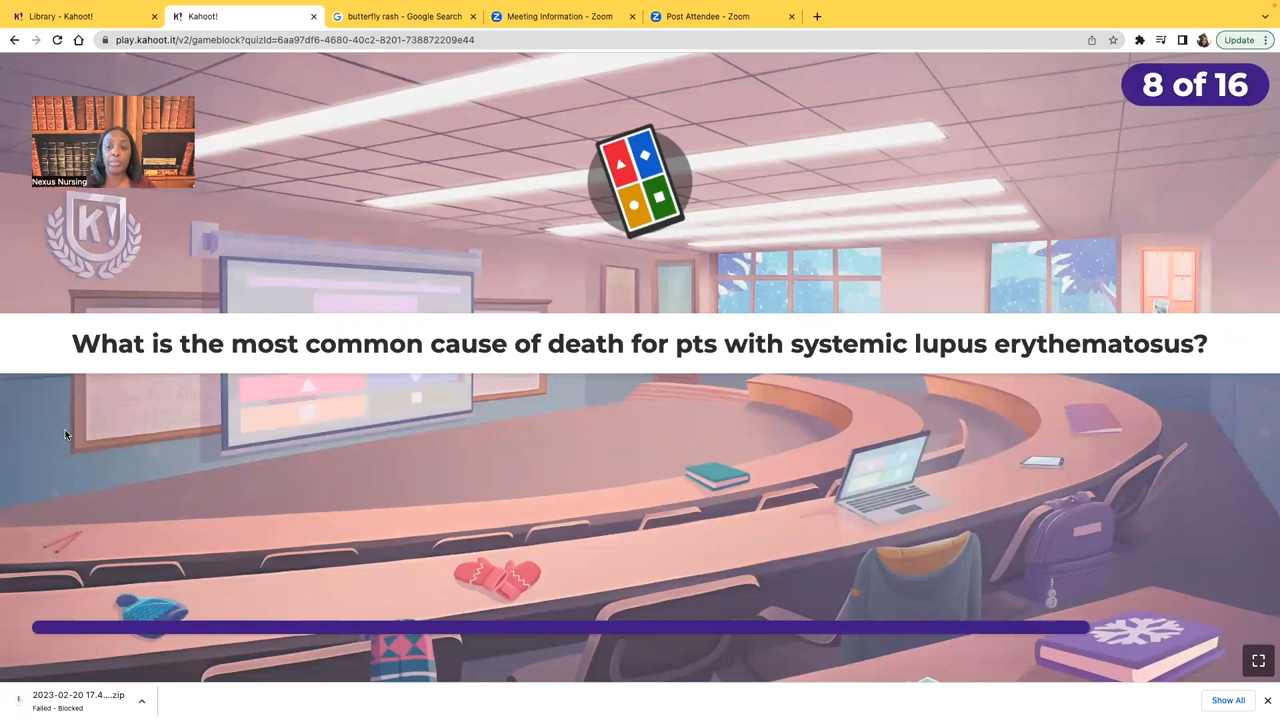 Library - Kahoot!
Kahoot!
butterfly rash - Google Search
Meeting Information - Zoom
Post Attendee - Zoom
play.kahoot.it/v2/gameblock?quizId=6aa97df6-4680-40c2-8201-738872209e44
Update
8 of 16
Nexus Nursing
K!
What is the most common cause of death for pts with systemic lupus erythematosus?
2023-02-20 17.4....zip
Failed - Blocked
Show All